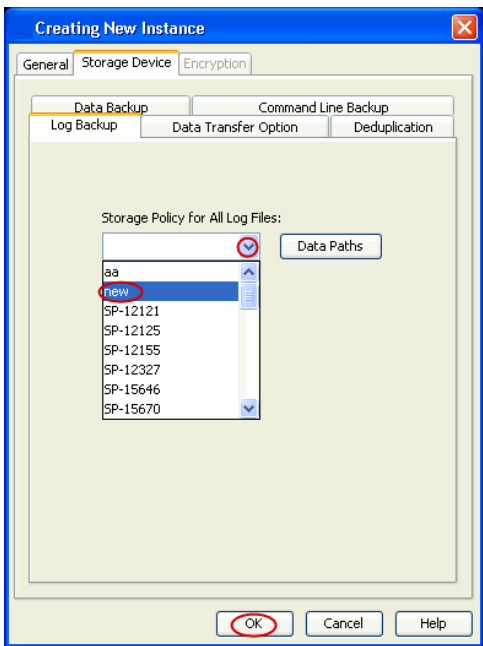 Creating New Instance
General Storage Device Encryption
Data Backup Command Line Backup
Log Backup Data Transfer Option Deduplication
Storage Policy for All Log Files:
Data Paths
aa
new
SP-12121
SP-12125
SP-12155
SP-12327
SP-15646
SP-15670
OK Cancel Help